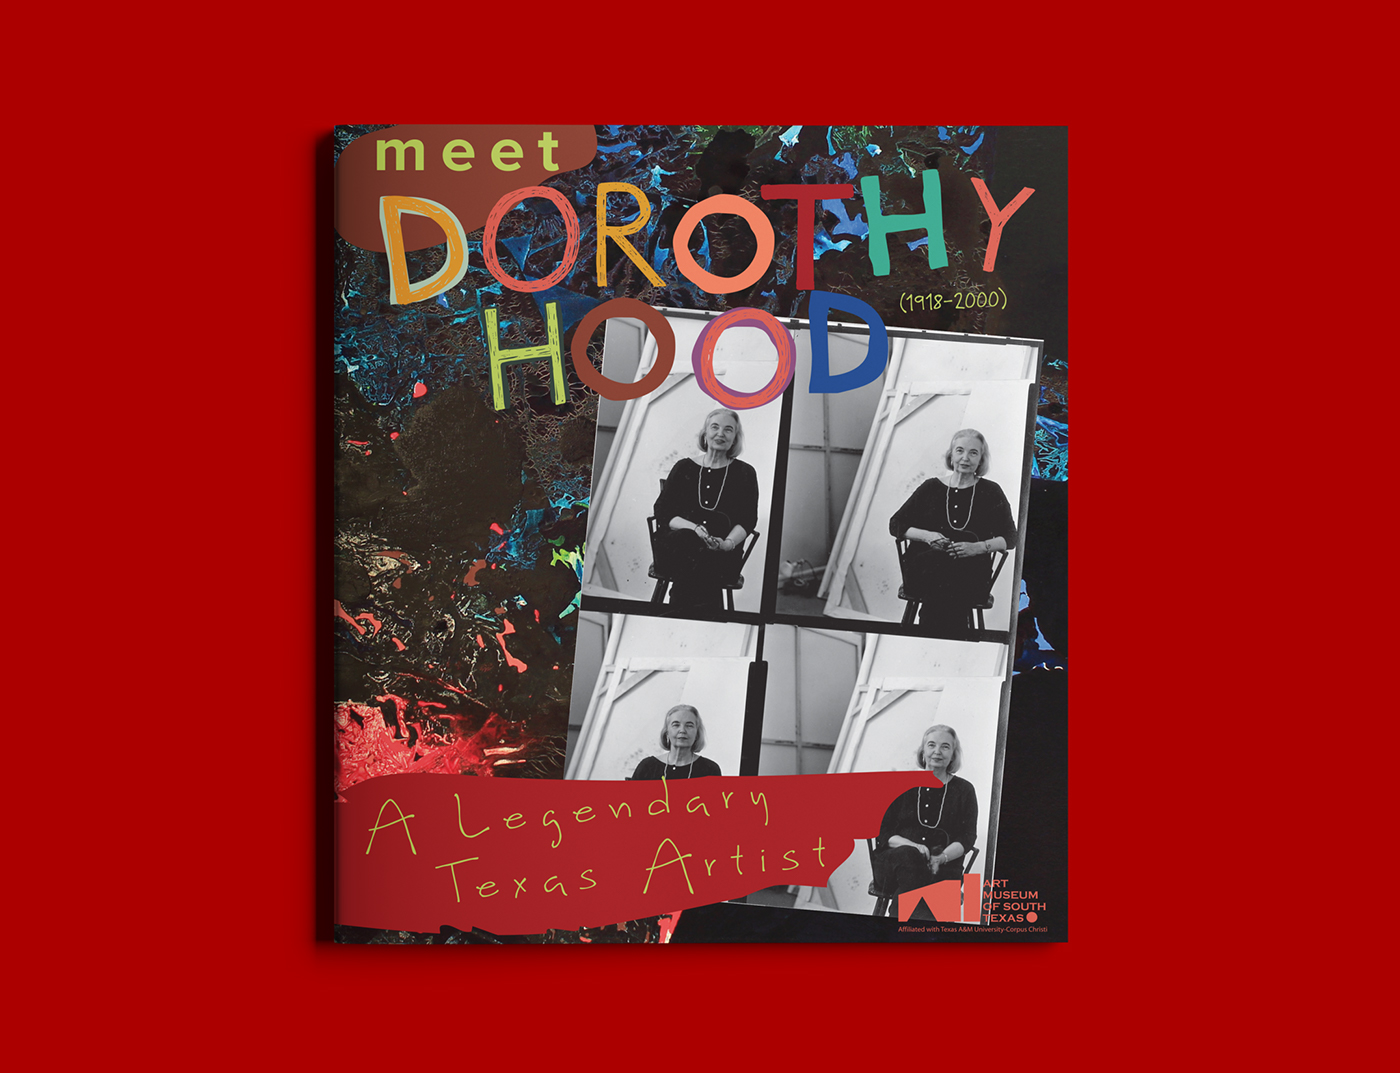 meet
DOROTHY
HOOD
(1918-2000)
A Legendary
Texas Artist
ART
MUSEUM
OF SOUTH
TEXAS
Affiliated with Texas A&M University-Corpus Christi